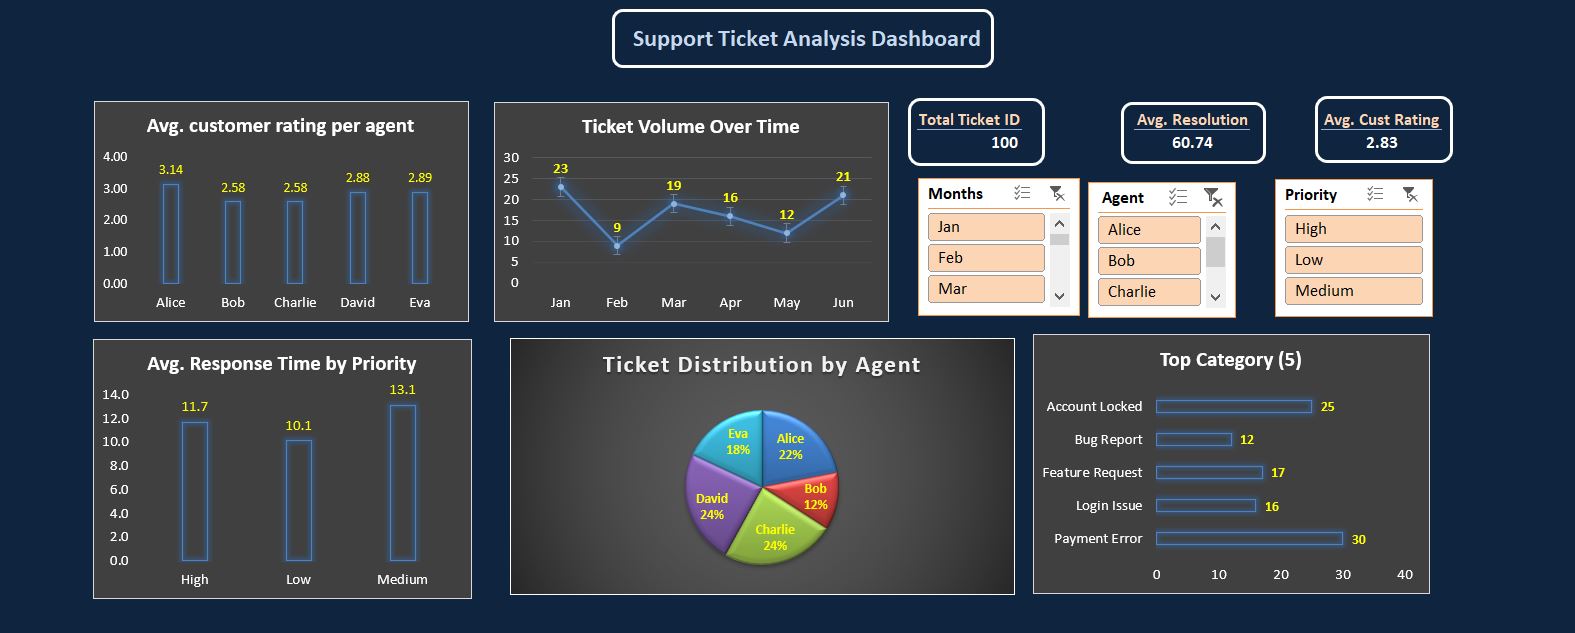 Support Ticket Analysis Dashboard
Avg. customer rating per agent
4.00
3.00
2.00
1.00
0.00
3.14
2.58
2.58
2.88
2.89
Alice Bob Charlie David Eva
Ticket Volume Over Time
30
25
20
15
10
5
0
23
9
19
16
12
21
Jan Feb Mar Apr May Jun
Total Ticket ID
100
Avg. Resolution
60.74
Avg. Cust Rating
2.83
Months
Jan
Feb
Mar
Agent
Alice
Bob
Charlie
Priority
High
Low
Medium
Avg. Response Time by Priority
14.0
12.0
10.0
8.0
6.0
4.0
2.0
0.0
11.7
10.1
13.1
High Low Medium
Ticket Distribution by Agent
Alice
22%
Bob
12%
Charlie
24%
David
24%
Eva
18%
Top Category (5)
Account Locked 25
Bug Report 12
Feature Request 17
Login Issue 16
Payment Error 30
0 10 20 30 40